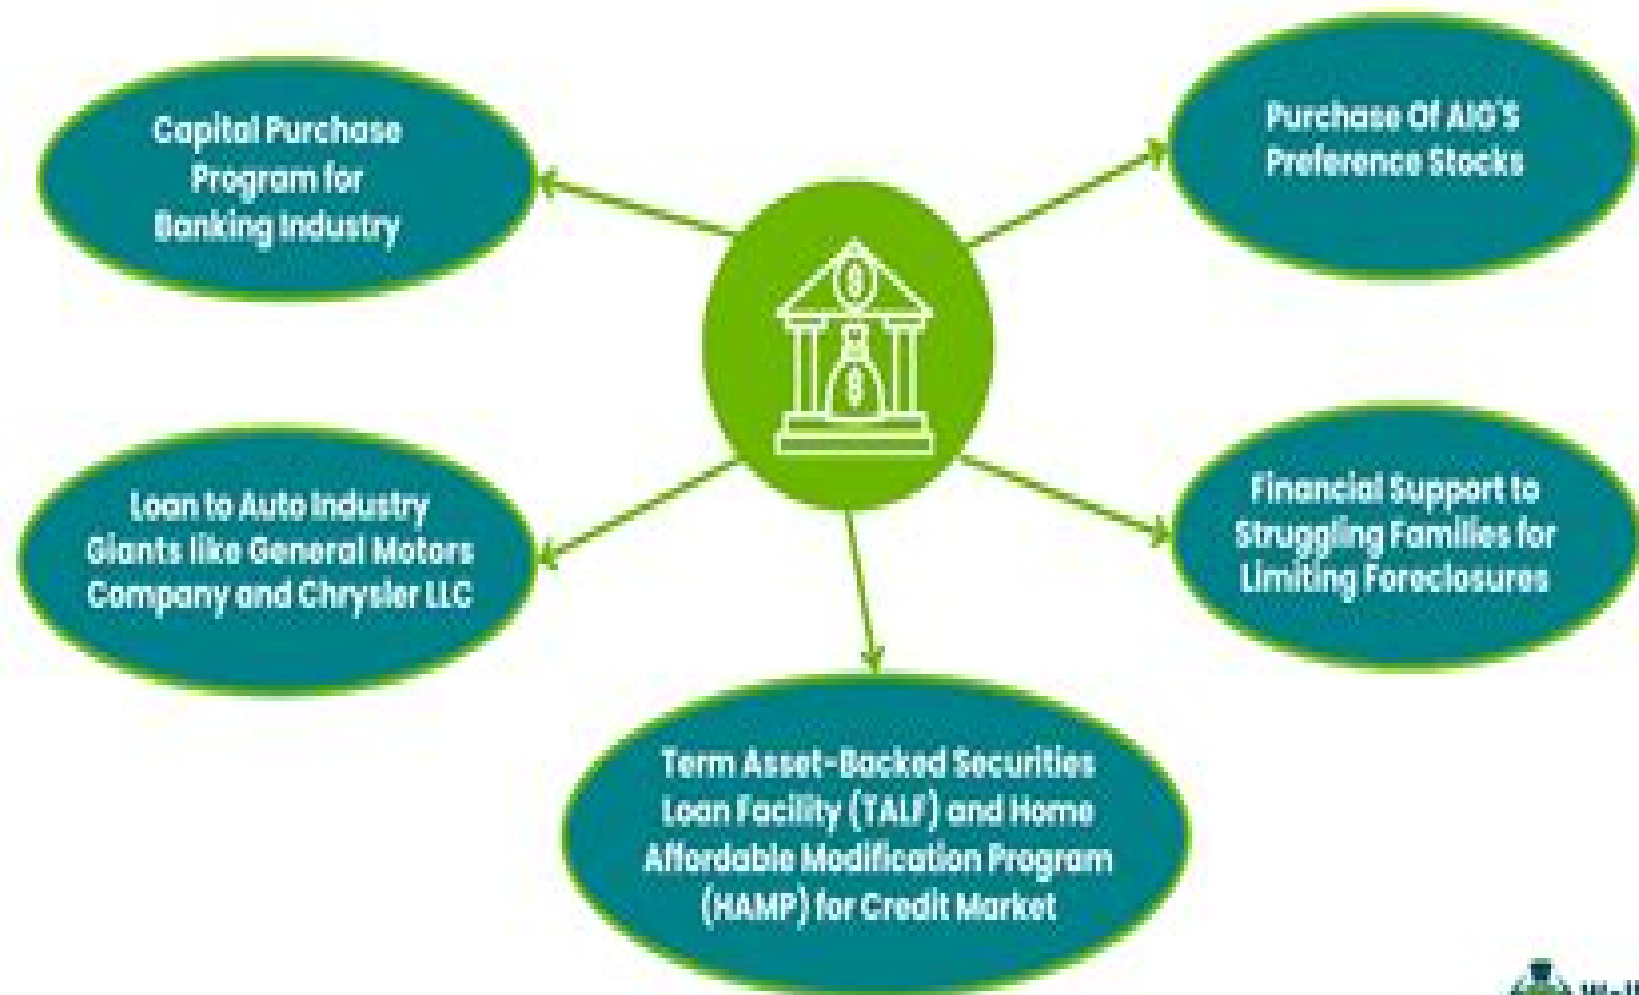 Capital Purchase
Program for
Banking Industry
Purchase Of AIG'S
Preference Stocks
Loan to Auto Industry
Giants like General Motors
Company and Chrysler LLC
Financial Support to
Struggling Families for
Limiting Foreclosures
Term Asset-Backed Securities
Loan Facility (TALF) and Home
Affordable Modification Program
(HAMP) for Credit Market